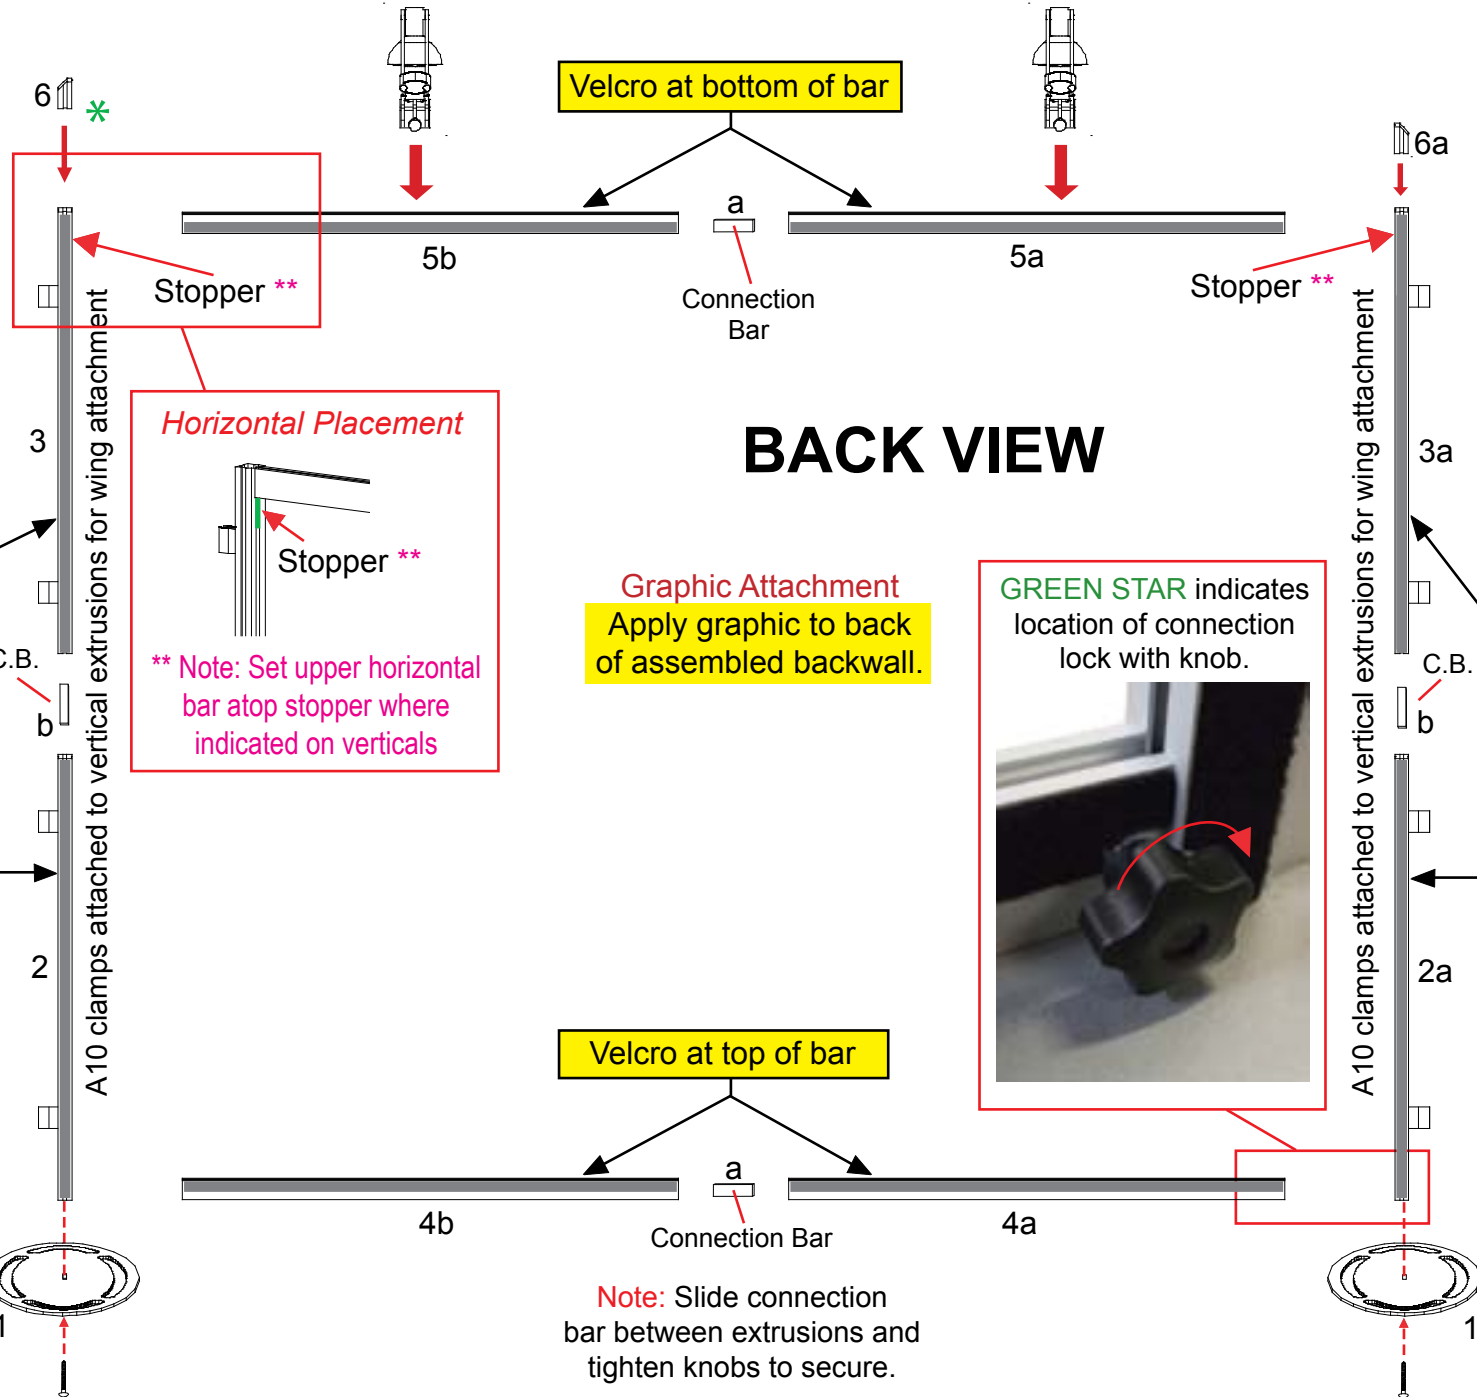 Velcro at bottom of bar
6
*
6a
a
5b
5a
Connection
Bar
Stopper **
Stopper **
A10 clamps attached to vertical extrusions for wing attachment
A10 clamps attached to vertical extrusions for wing attachment
3
3a
Horizontal Placement
Stopper **
** Note: Set upper horizontal
bar atop stopper where
indicated on verticals
BACK VIEW
Graphic Attachment
Apply graphic to back
of assembled backwall.
GREEN STAR indicates
location of connection
lock with knob.
C.B.
b
C.B.
b
2
2a
Velcro at top of bar
a
4b
4a
Connection Bar
Note: Slide connection
bar between extrusions and
tighten knobs to secure.
1
1